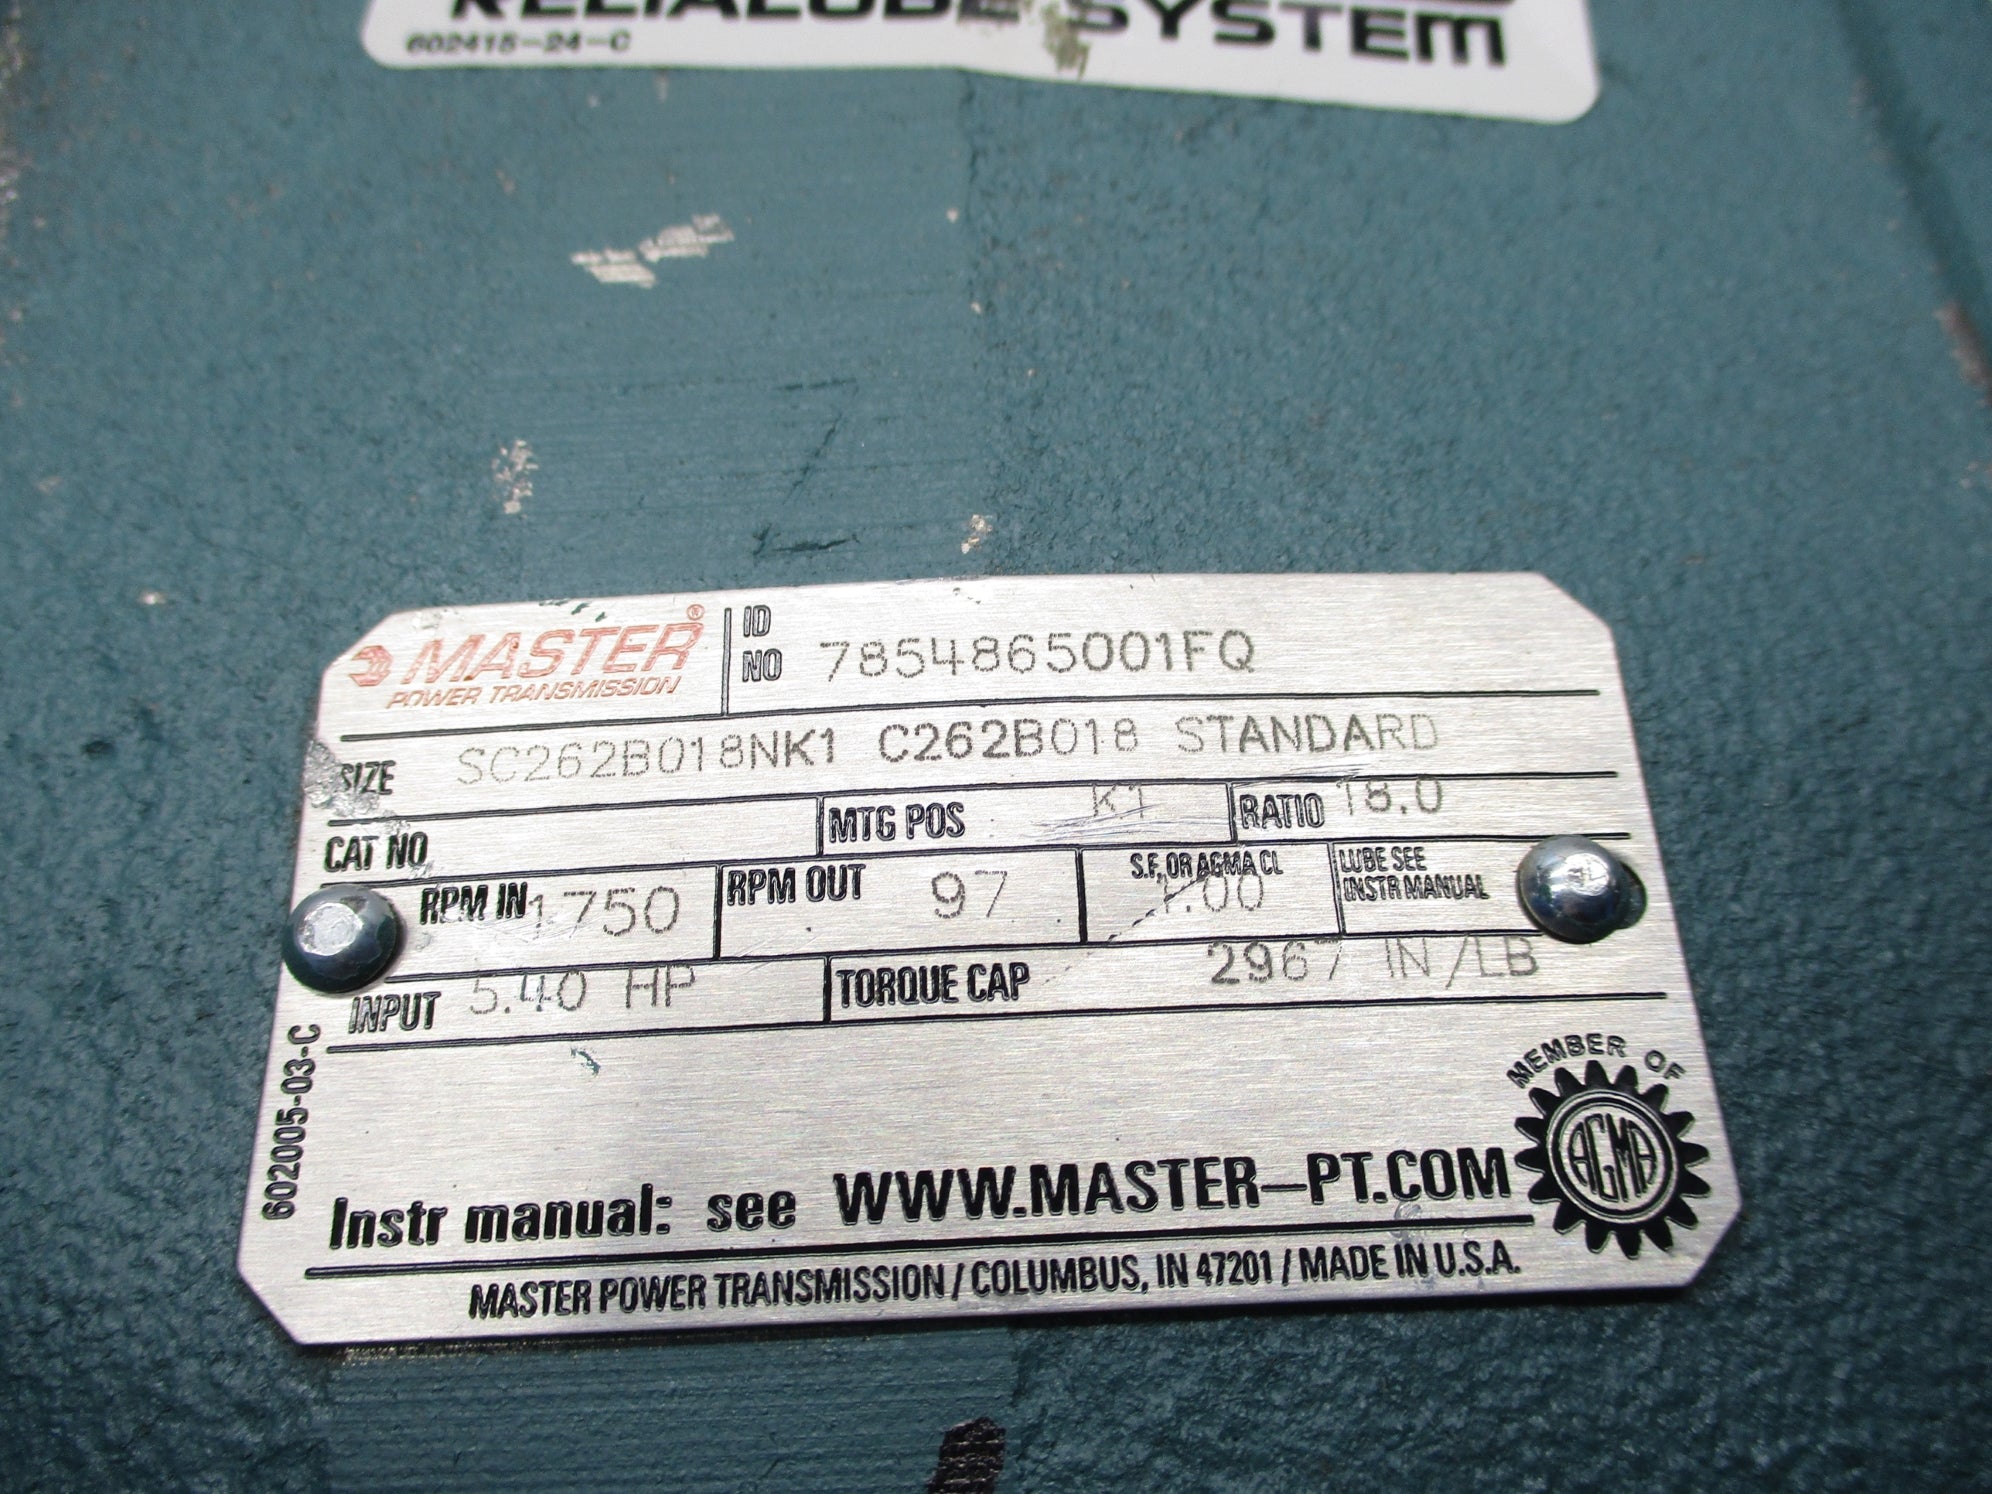 RELIALUBE SYSTEM
602415-24-C
MASTER®
POWER TRANSMISSION
ID NO 7854865001FQ
SIZE SC262B018NK1 C262B018 STANDARD
CAT NO MTG POS K1 RATIO 18.0
RPM IN 1750 RPM OUT 97 S.F. OR AGMA CL 1.00 LUBE SEE INSTR MANUAL
INPUT 5.40 HP TORQUE CAP 2967 IN/LB
602005-03-C
MEMBER OF
AGMA
Instr manual: see WWW.MASTER-PT.COM
MASTER POWER TRANSMISSION / COLUMBUS, IN 47201 / MADE IN U.S.A.